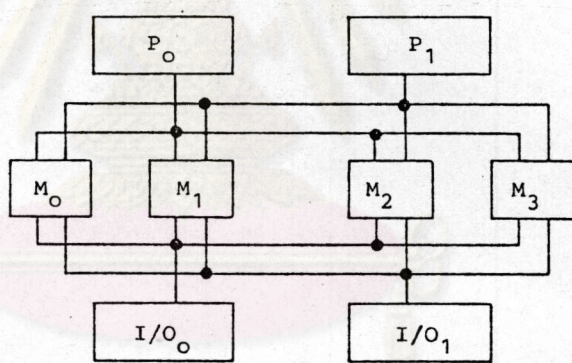 P₀ P₁
M₀ M₁ M₂ M₃
I/O₀ I/O₁